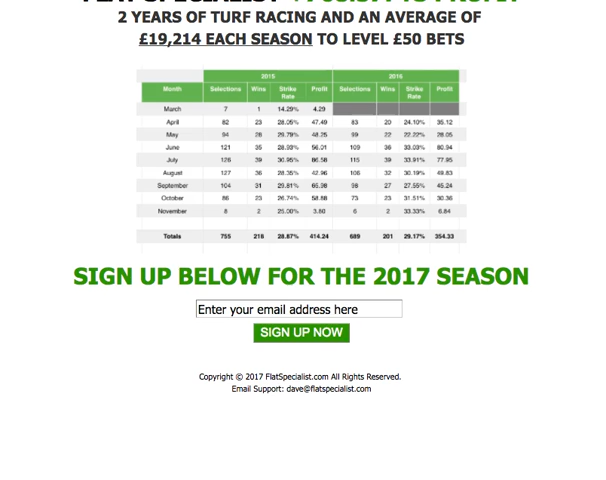 FLAT SPECIALIST PROFIT
2 YEARS OF TURF RACING AND AN AVERAGE OF
£19,214 EACH SEASON TO LEVEL £50 BETS
2015 2016
Month Selections Wins Strike Rate Profit Selections Wins Strike Rate Profit
March 7 1 14.29% 4.29
April 82 23 28.05% 47.49 83 20 24.10% 35.12
May 94 28 29.79% 48.25 99 22 22.22% 28.05
June 121 35 28.93% 56.01 109 36 33.03% 80.94
July 126 39 30.95% 86.58 115 39 33.91% 77.95
August 127 36 28.35% 42.96 106 32 30.19% 49.83
September 104 31 29.81% 65.98 98 27 27.55% 45.24
October 86 23 26.74% 58.88 73 23 31.51% 30.36
November 8 2 25.00% 3.80 6 2 33.33% 6.84
Totals 755 218 28.87% 414.24 689 201 29.17% 354.33
SIGN UP BELOW FOR THE 2017 SEASON
Enter your email address here
SIGN UP NOW
Copyright © 2017 FlatSpecialist.com All Rights Reserved.
Email Support: dave@flatspecialist.com